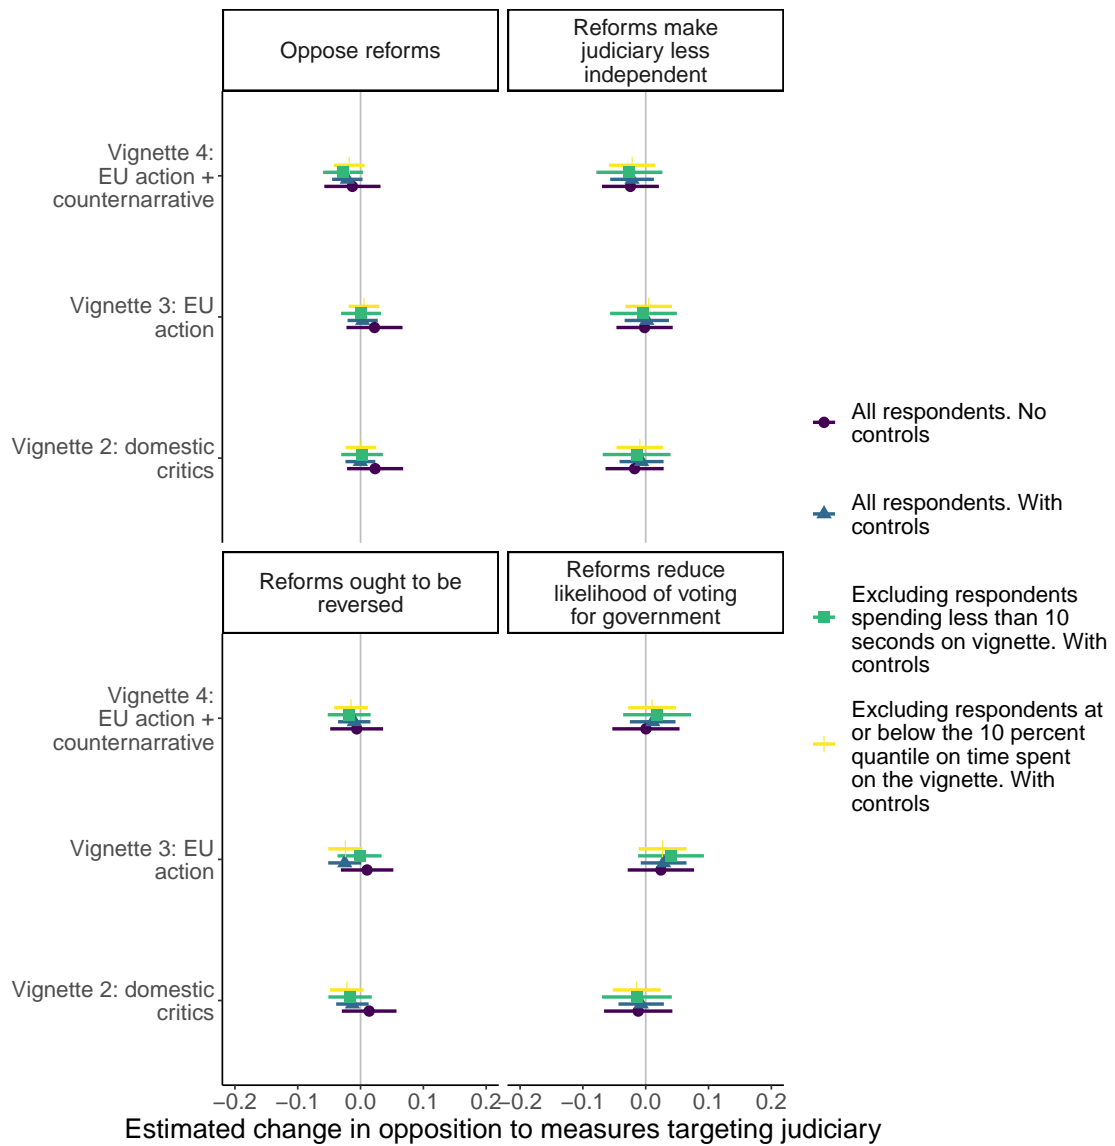 Oppose reforms
Reforms make
judiciary less
independent
Vignette 4:
EU action +
counternarrative
Vignette 3: EU
action
Vignette 2: domestic
critics
Reforms ought to be
reversed
Reforms reduce
likelihood of voting
for government
Vignette 4:
EU action +
counternarrative
Vignette 3: EU
action
Vignette 2: domestic
critics
−0.2 −0.1 0.0 0.1 0.2 −0.2 −0.1 0.0 0.1 0.2
Estimated change in opposition to measures targeting judiciary
All respondents. No
controls
All respondents. With
controls
Excluding respondents
spending less than 10
seconds on vignette. With
controls
Excluding respondents at
or below the 10 percent
quantile on time spent
on the vignette. With
controls